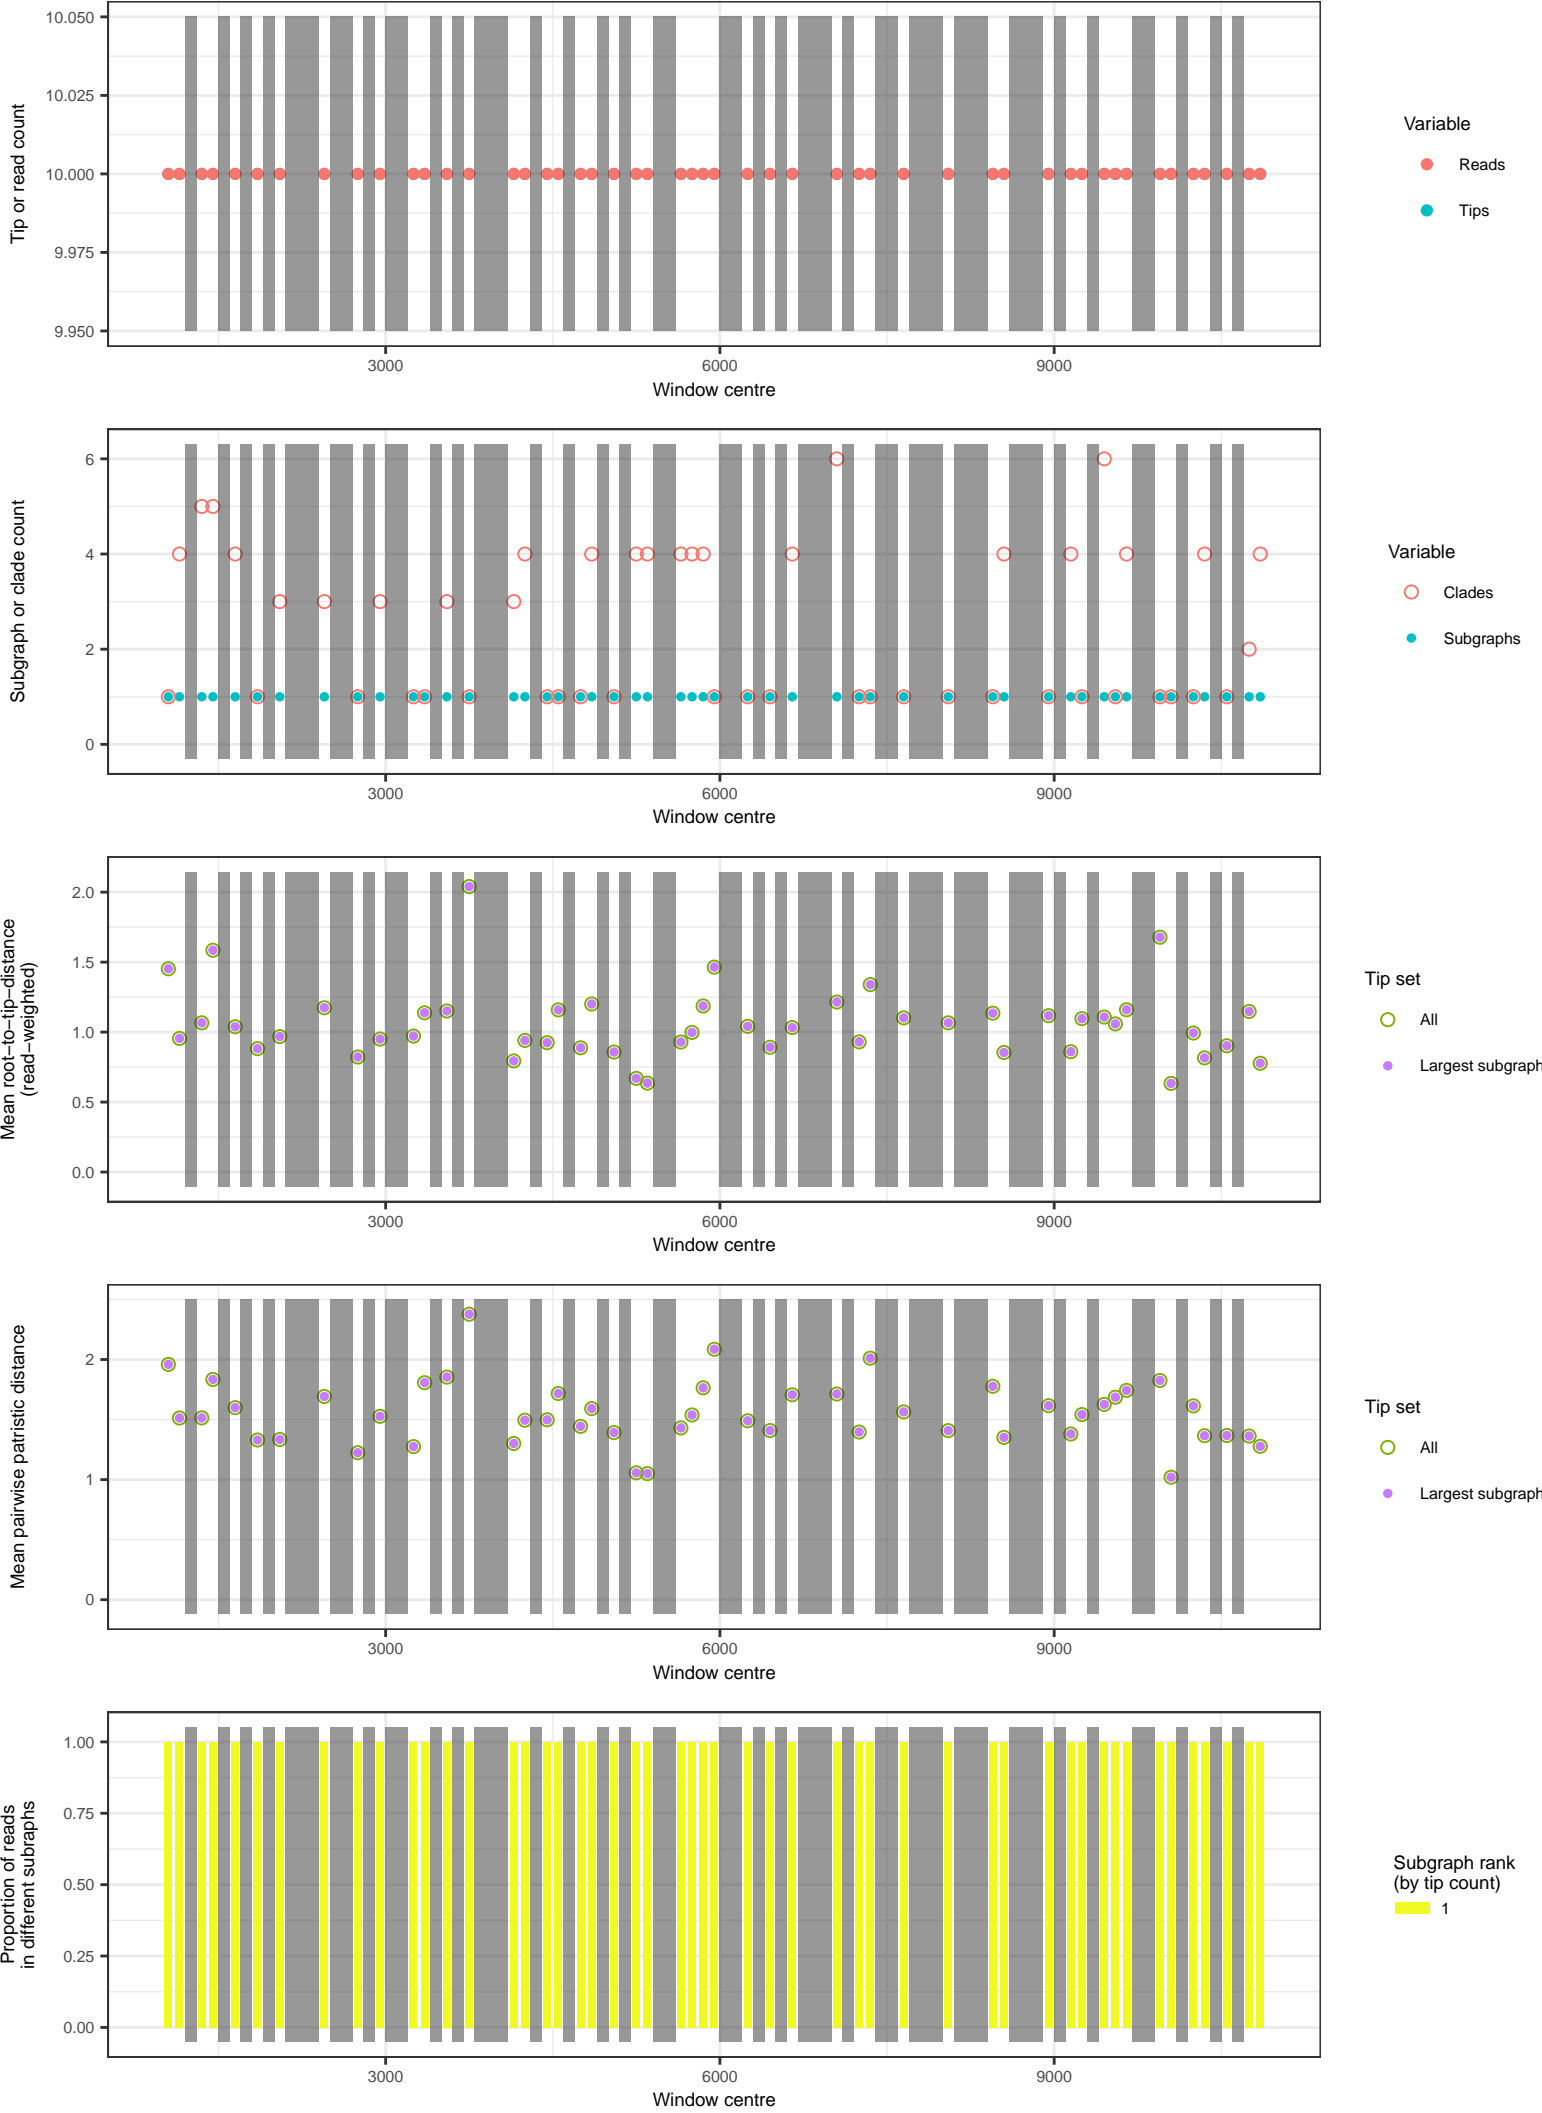 10.050
10.025
10.000
9.975
9.950
Tip or read count
3000 6000 9000
Window centre
Variable
Reads
Tips
6
4
2
0
Subgraph or clade count
3000 6000 9000
Window centre
Variable
Clades
Subgraphs
2.0
1.5
1.0
0.5
0.0
Mean root−to−tip−distance
(read−weighted)
3000 6000 9000
Window centre
Tip set
All
Largest subgraph
2
1
0
Mean pairwise patristic distance
3000 6000 9000
Window centre
Tip set
All
Largest subgraph
1.00
0.75
0.50
0.25
0.00
Proportion of reads
in different subraphs
3000 6000 9000
Window centre
Subgraph rank
(by tip count)
1